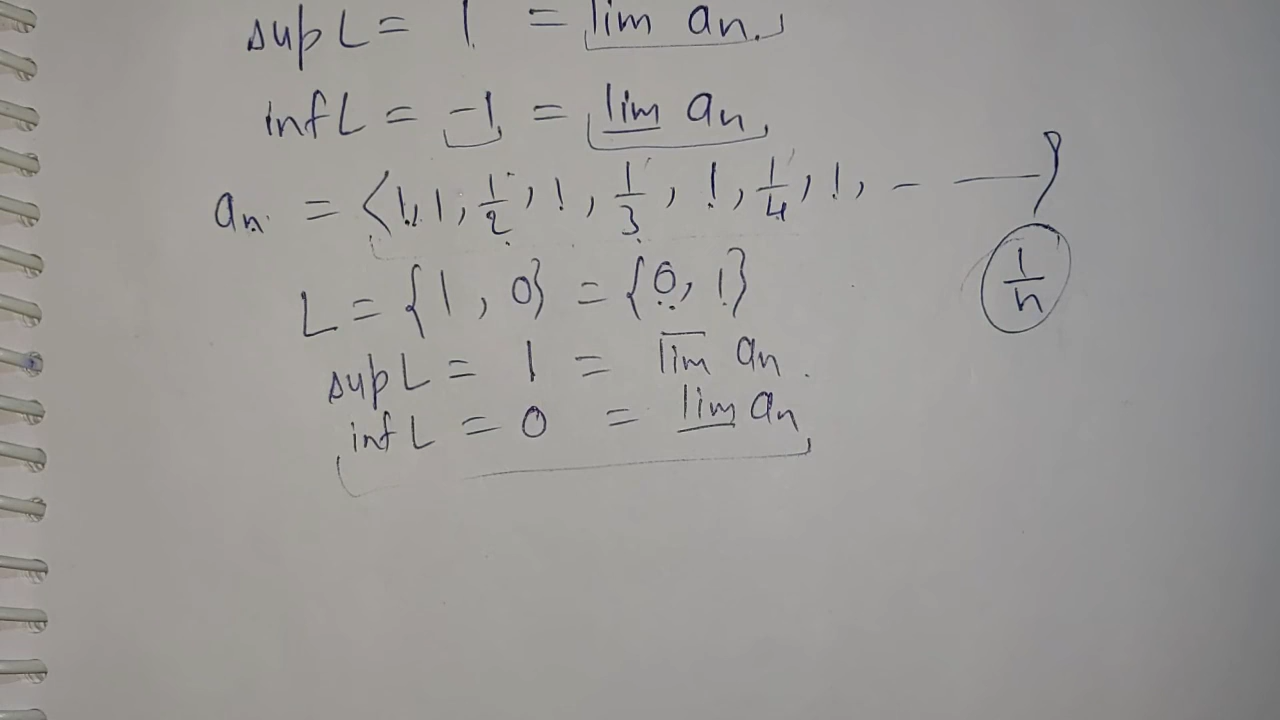 sup L = 1 = lim an.
inf L = -1 = <u>lim</u> an,
an = <1, 1, 1/2, 1, 1/3, 1, 1/4, 1, - —>
1/n
L = {1, 0} = {0, 1}
sup L = 1 = l̅i̅m̅ an.
inf L = 0 = <u>lim</u> an